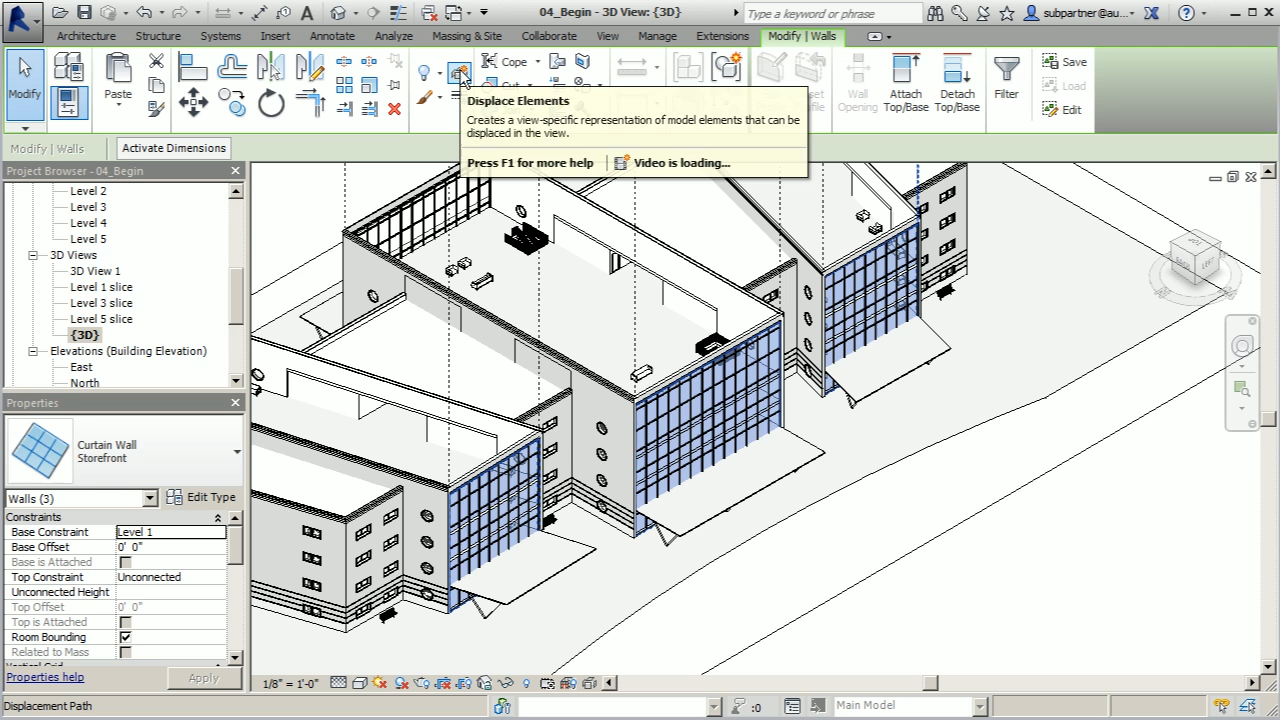 04_Begin - 3D View: {3D}
Type a keyword or phrase
subpartner@au...
Architecture Structure Systems Insert Annotate Analyze Massing & Site Collaborate View Manage Extensions Modify | Walls
Modify
Paste
Cope
Cut
Wall Opening
Attach Top/Base
Detach Top/Base
Filter
Save
Load
Edit
Displace Elements
Creates a view-specific representation of model elements that can be
displaced in the view.
Press F1 for more help
Video is loading...
Modify | Walls
Activate Dimensions
Project Browser - 04_Begin
Level 2
Level 3
Level 4
Level 5
3D Views
3D View 1
Level 1 slice
Level 3 slice
Level 5 slice
{3D}
Elevations (Building Elevation)
East
North
Properties
Curtain Wall
Storefront
Walls (3)
Edit Type
Constraints
Base Constraint Level 1
Base Offset 0' 0"
Base is Attached
Top Constraint Unconnected
Unconnected Height
Top Offset 0' 0"
Top is Attached
Room Bounding
Related to Mass
Vertical Grid
Properties help
Apply
BACK
LEFT
1/8" = 1'-0"
Displacement Path
:0
Main Model